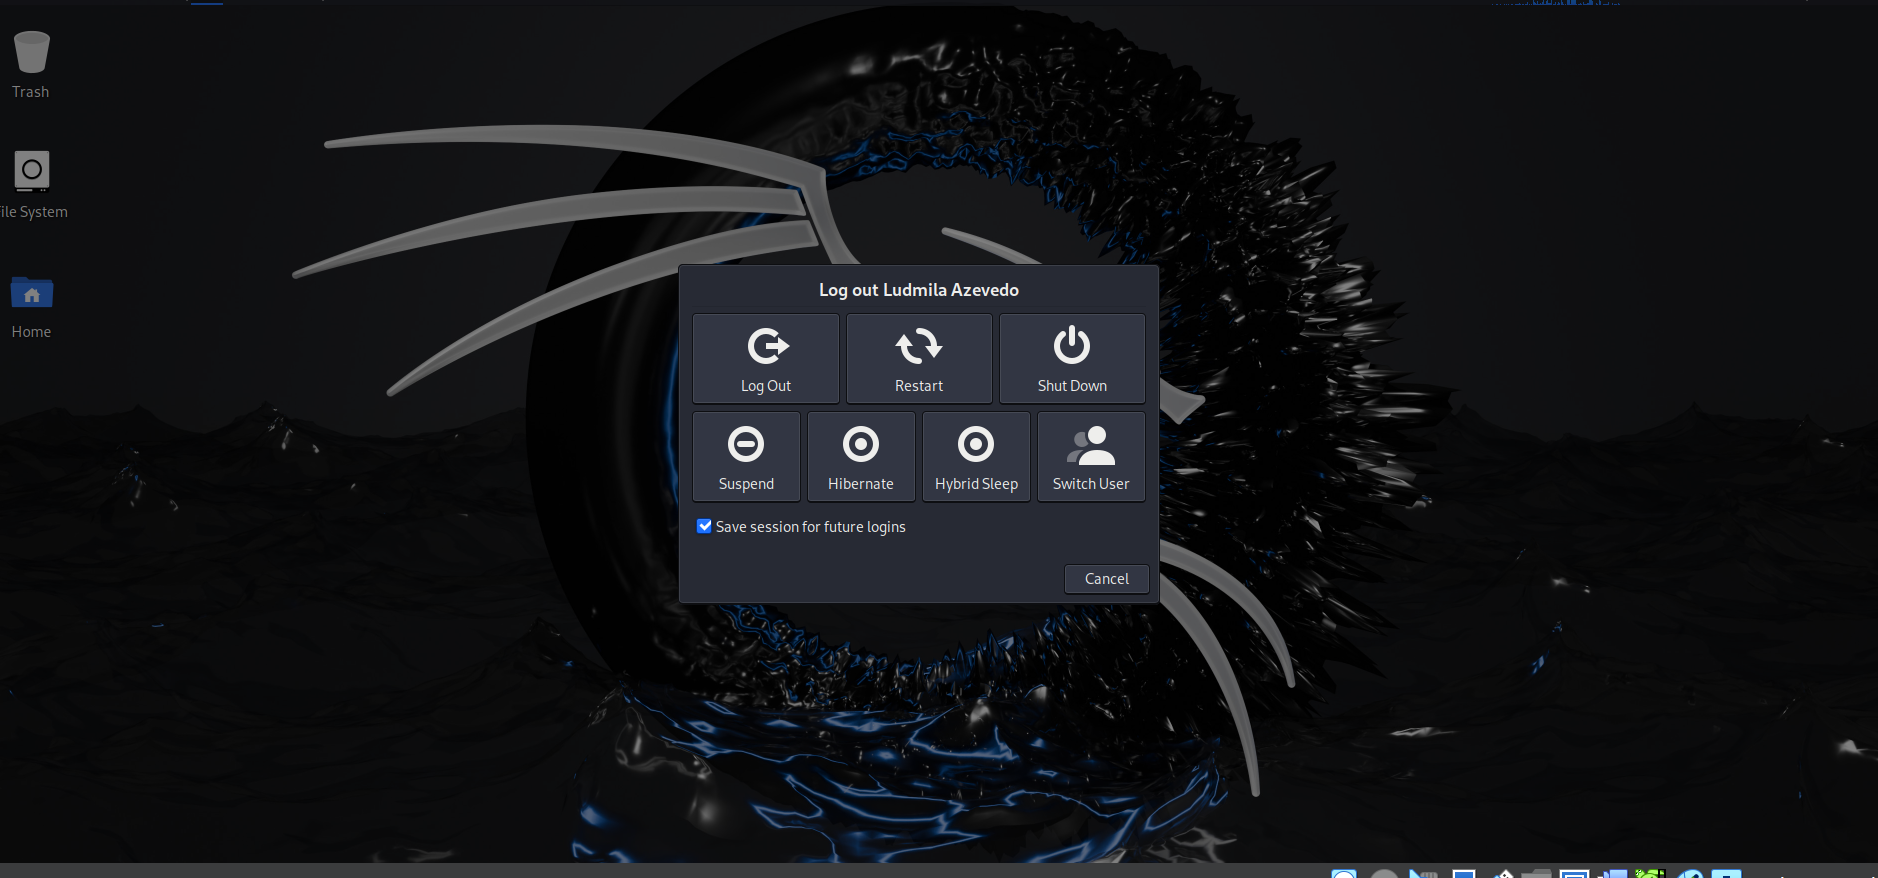 Trash
ile System
Home
Log out Ludmila Azevedo
Log Out
Restart
Shut Down
Suspend
Hibernate
Hybrid Sleep
Switch User
Save session for future logins
Cancel